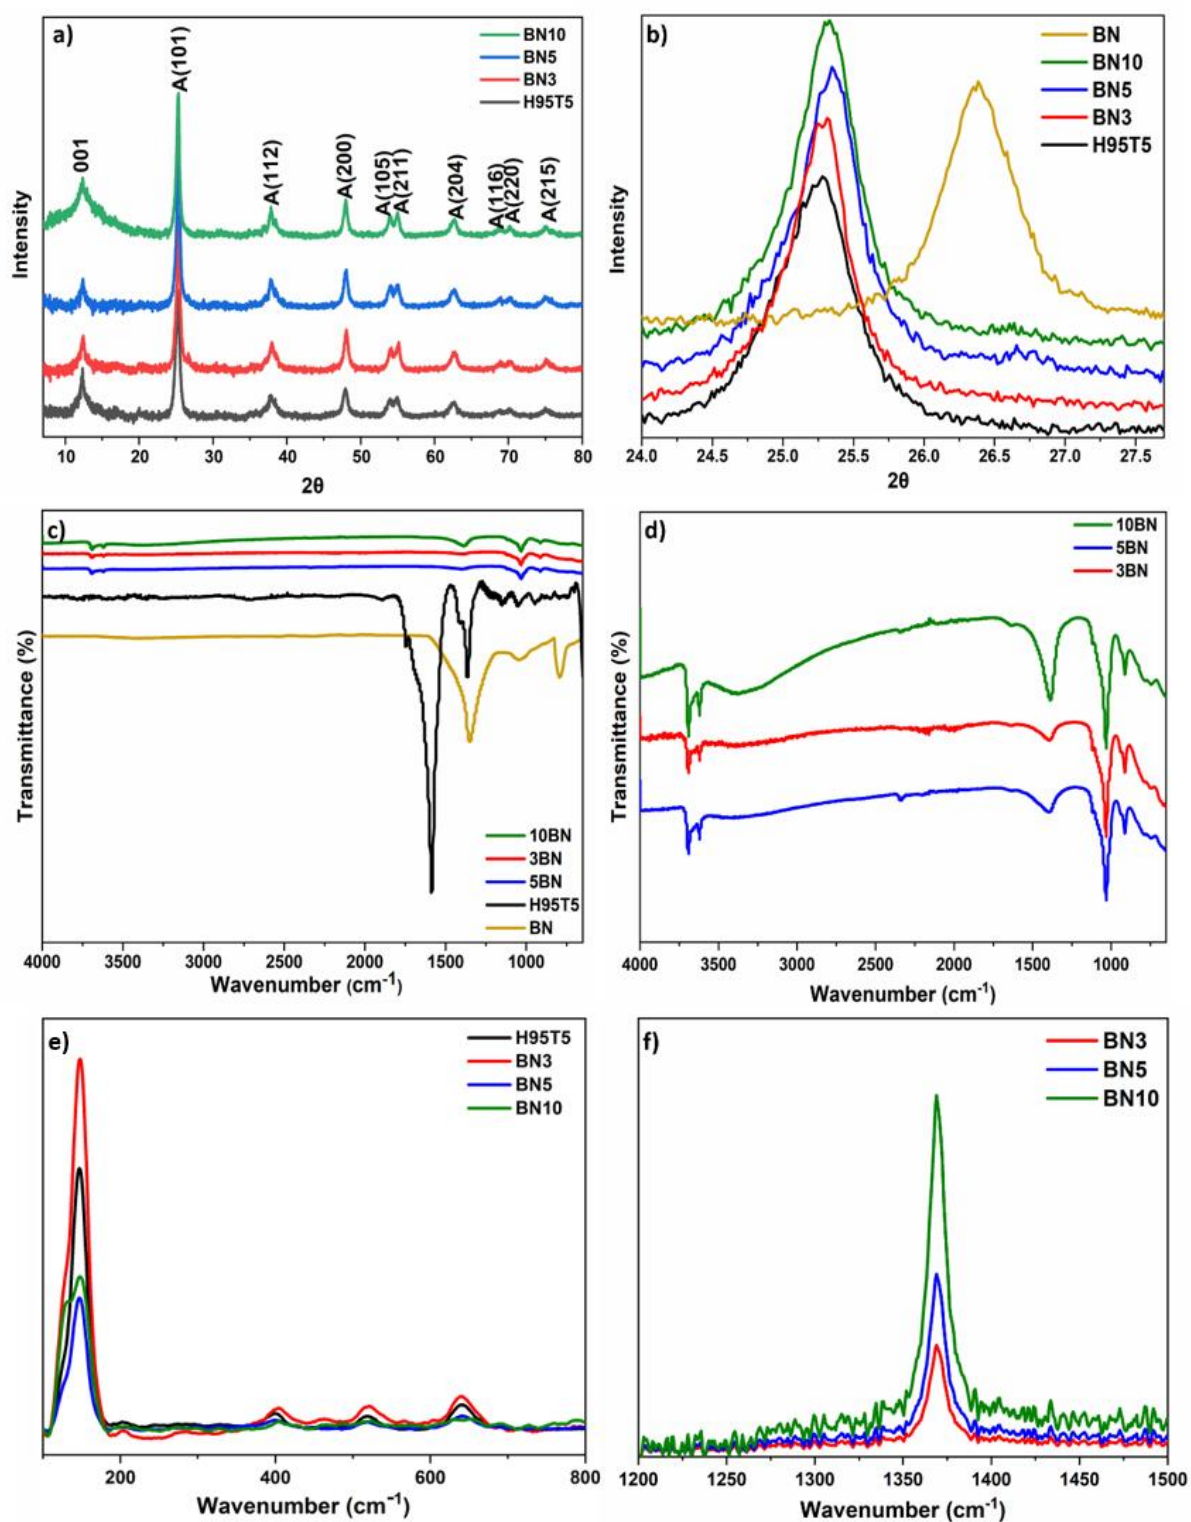 a)
BN10
BN5
BN3
H95T5
001
A(101)
A(112)
A(200)
A(105)
A(211)
A(204)
A(116)
A(220)
A(215)
Intensity
10 20 30 40 50 60 70 80
2θ
b)
BN
BN10
BN5
BN3
H95T5
Intensity
24.0 24.5 25.0 25.5 26.0 26.5 27.0 27.5
2θ
c)
Transmittance (%)
10BN
3BN
5BN
H95T5
BN
4000 3500 3000 2500 2000 1500 1000
Wavenumber (cm⁻¹)
d)
10BN
5BN
3BN
Transmittance (%)
4000 3500 3000 2500 2000 1500 1000
Wavenumber (cm⁻¹)
e)
H95T5
BN3
BN5
BN10
200 400 600 800
Wavenumber (cm⁻¹)
f)
BN3
BN5
BN10
1200 1250 1300 1350 1400 1450 1500
Wavenumber (cm⁻¹)